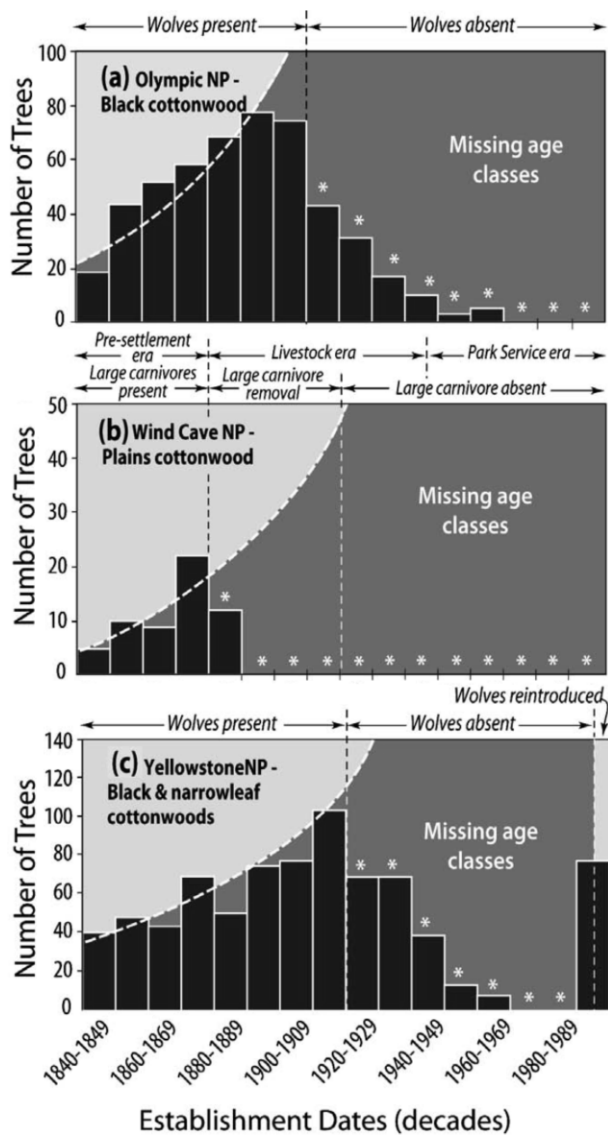 Wolves present
Wolves absent
100
(a) Olympic NP -
Black cottonwood
80
Missing age
classes
60
40
20
0
Number of Trees
* * * * * * * * *
Pre-settlement
era
Livestock era
Park Service era
Large carnivores
present
Large carnivore
removal
Large carnivore absent
50
(b) Wind Cave NP -
Plains cottonwood
40
Missing age
classes
30
20
10
0
Number of Trees
* * * * * * * * * * * *
Wolves reintroduced
Wolves present
Wolves absent
140
(c) YellowstoneNP -
Black & narrowleaf
cottonwoods
120
100
Missing age
classes
80
60
40
20
0
Number of Trees
* * * * * * *
1840-1849
1860-1869
1880-1889
1900-1909
1920-1929
1940-1949
1960-1969
1980-1989
Establishment Dates (decades)